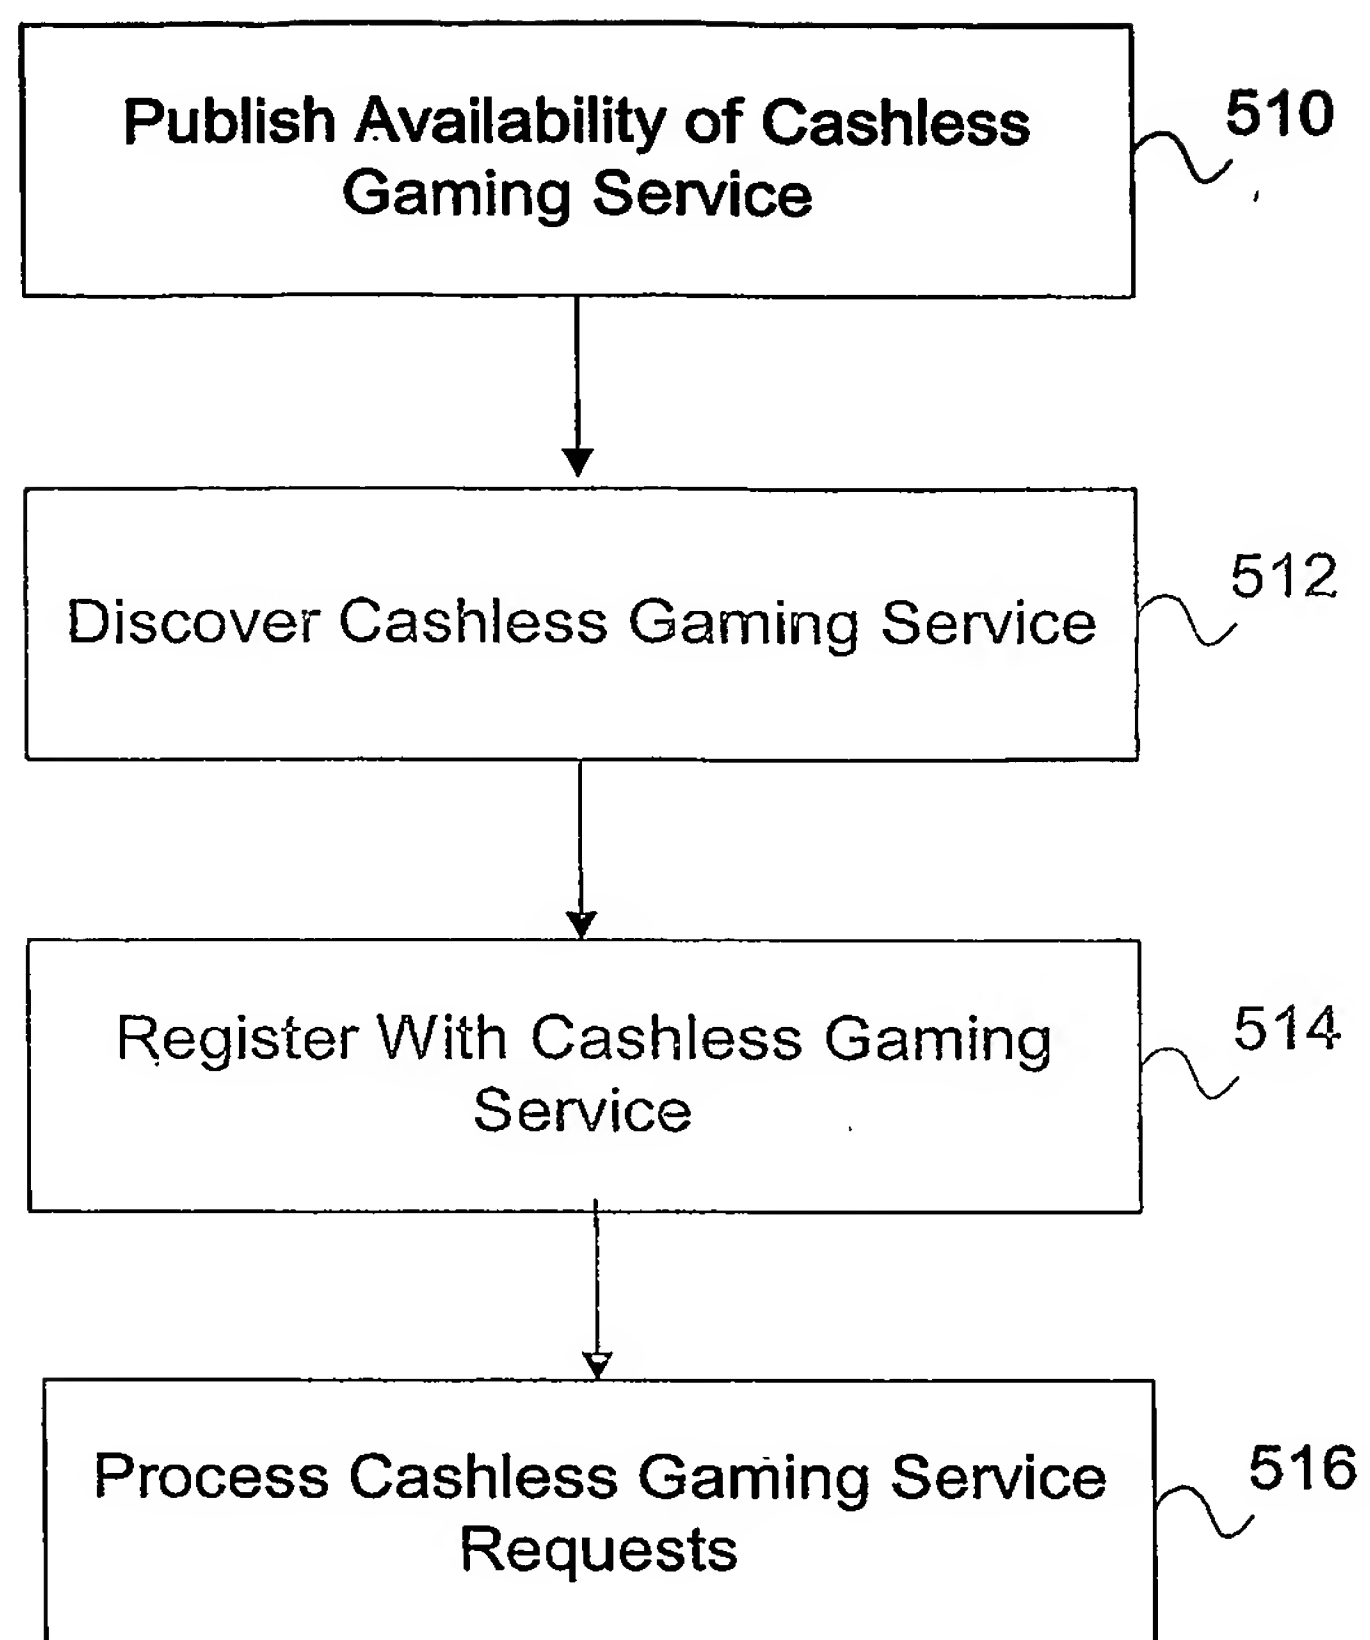 Publish Availability of Cashless
Gaming Service
510
Discover Cashless Gaming Service
512
Register With Cashless Gaming
Service
514
Process Cashless Gaming Service
Requests
516